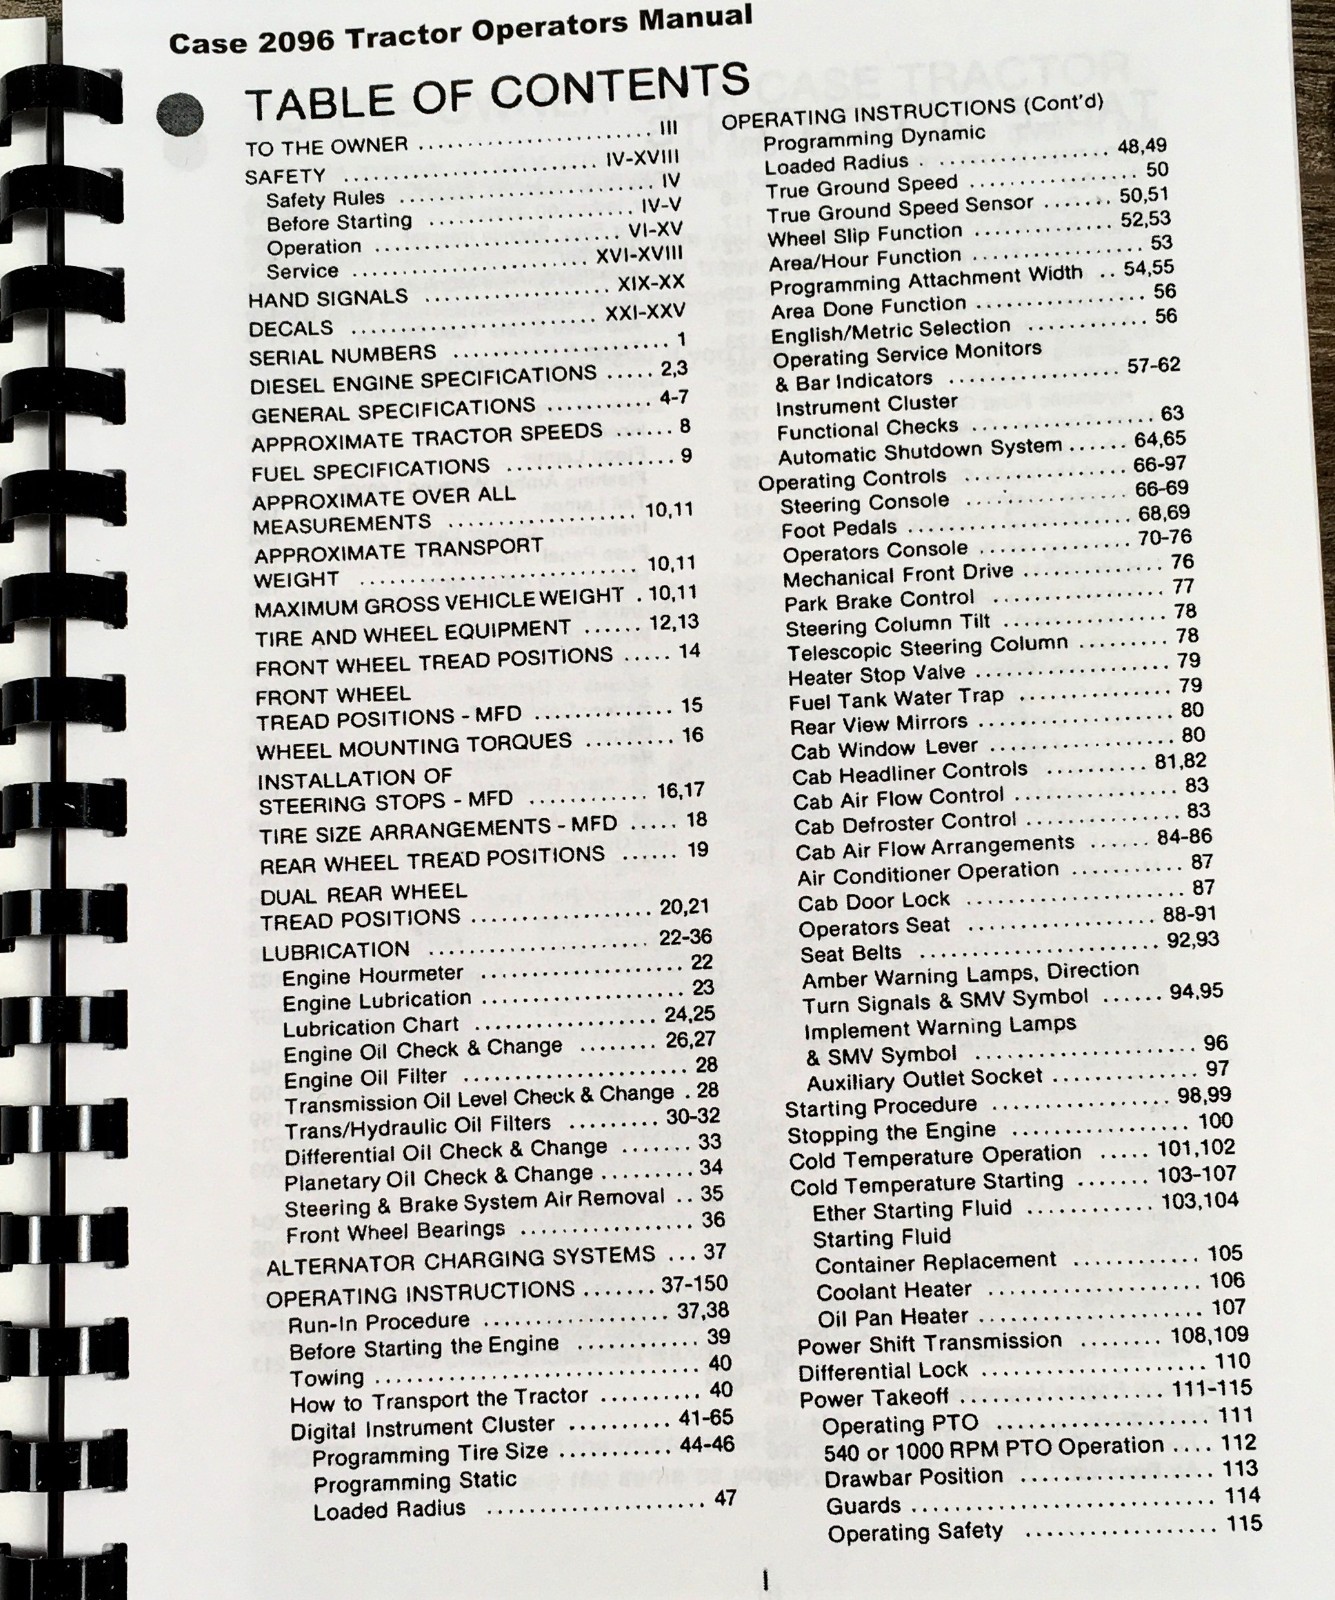 Case 2096 Tractor Operators Manual
TABLE OF CONTENTS
TO THE OWNER .......................... III
SAFETY ............................ IV-XVIII
Safety Rules ............................ IV
Before Starting ....................... IV-V
Operation ........................... VI-XV
Service ......................... XVI-XVIII
HAND SIGNALS .................... XIX-XX
DECALS .......................... XXI-XXV
SERIAL NUMBERS ........................ 1
DIESEL ENGINE SPECIFICATIONS ..... 2,3
GENERAL SPECIFICATIONS ........... 4-7
APPROXIMATE TRACTOR SPEEDS ...... 8
FUEL SPECIFICATIONS .................. 9
APPROXIMATE OVER ALL
MEASUREMENTS ..................... 10,11
APPROXIMATE TRANSPORT
WEIGHT .............................. 10,11
MAXIMUM GROSS VEHICLE WEIGHT . 10,11
TIRE AND WHEEL EQUIPMENT ...... 12,13
FRONT WHEEL TREAD POSITIONS ..... 14
FRONT WHEEL
TREAD POSITIONS - MFD .............. 15
WHEEL MOUNTING TORQUES ......... 16
INSTALLATION OF
STEERING STOPS - MFD ............ 16,17
TIRE SIZE ARRANGEMENTS - MFD ..... 18
REAR WHEEL TREAD POSITIONS ...... 19
DUAL REAR WHEEL
TREAD POSITIONS ................... 20,21
LUBRICATION ....................... 22-36
Engine Hourmeter ...................... 22
Engine Lubrication ...................... 23
Lubrication Chart ................... 24,25
Engine Oil Check & Change ........ 26,27
Engine Oil Filter ......................... 28
Transmission Oil Level Check & Change . 28
Trans/Hydraulic Oil Filters ......... 30-32
Differential Oil Check & Change ....... 33
Planetary Oil Check & Change .......... 34
Steering & Brake System Air Removal .. 35
Front Wheel Bearings ................... 36
ALTERNATOR CHARGING SYSTEMS ... 37
OPERATING INSTRUCTIONS ....... 37-150
Run-In Procedure ................... 37,38
Before Starting the Engine ............ 39
Towing .................................. 40
How to Transport the Tractor .......... 40
Digital Instrument Cluster .......... 41-65
Programming Tire Size ........... 44-46
Programming Static
Loaded Radius ...................... 47
OPERATING INSTRUCTIONS (Cont'd)
Programming Dynamic
Loaded Radius .................... 48,49
True Ground Speed .................. 50
True Ground Speed Sensor ....... 50,51
Wheel Slip Function .............. 52,53
Area/Hour Function .................. 53
Programming Attachment Width .. 54,55
Area Done Function .................. 56
English/Metric Selection ............ 56
Operating Service Monitors
& Bar Indicators ................. 57-62
Instrument Cluster
Functional Checks ................... 63
Automatic Shutdown System ...... 64,65
Operating Controls .................. 66-97
Steering Console .................. 66-69
Foot Pedals ........................ 68,69
Operators Console ................ 70-76
Mechanical Front Drive .............. 76
Park Brake Control .................. 77
Steering Column Tilt ................. 78
Telescopic Steering Column ......... 78
Heater Stop Valve .................... 79
Fuel Tank Water Trap ................ 79
Rear View Mirrors .................... 80
Cab Window Lever ................... 80
Cab Headliner Controls .......... 81,82
Cab Air Flow Control ................. 83
Cab Defroster Control ................ 83
Cab Air Flow Arrangements ...... 84-86
Air Conditioner Operation ........... 87
Cab Door Lock ....................... 87
Operators Seat ................... 88-91
Seat Belts ......................... 92,93
Amber Warning Lamps, Direction
Turn Signals & SMV Symbol ...... 94,95
Implement Warning Lamps
& SMV Symbol ...................... 96
Auxiliary Outlet Socket ............... 97
Starting Procedure .................. 98,99
Stopping the Engine .................. 100
Cold Temperature Operation ..... 101,102
Cold Temperature Starting ....... 103-107
Ether Starting Fluid ............ 103,104
Starting Fluid
Container Replacement ............ 105
Coolant Heater ..................... 106
Oil Pan Heater ...................... 107
Power Shift Transmission ........ 108,109
Differential Lock ..................... 110
Power Takeoff ................... 111-115
Operating PTO ..................... 111
540 or 1000 RPM PTO Operation .... 112
Drawbar Position ................... 113
Guards .............................. 114
Operating Safety .................. 115
I